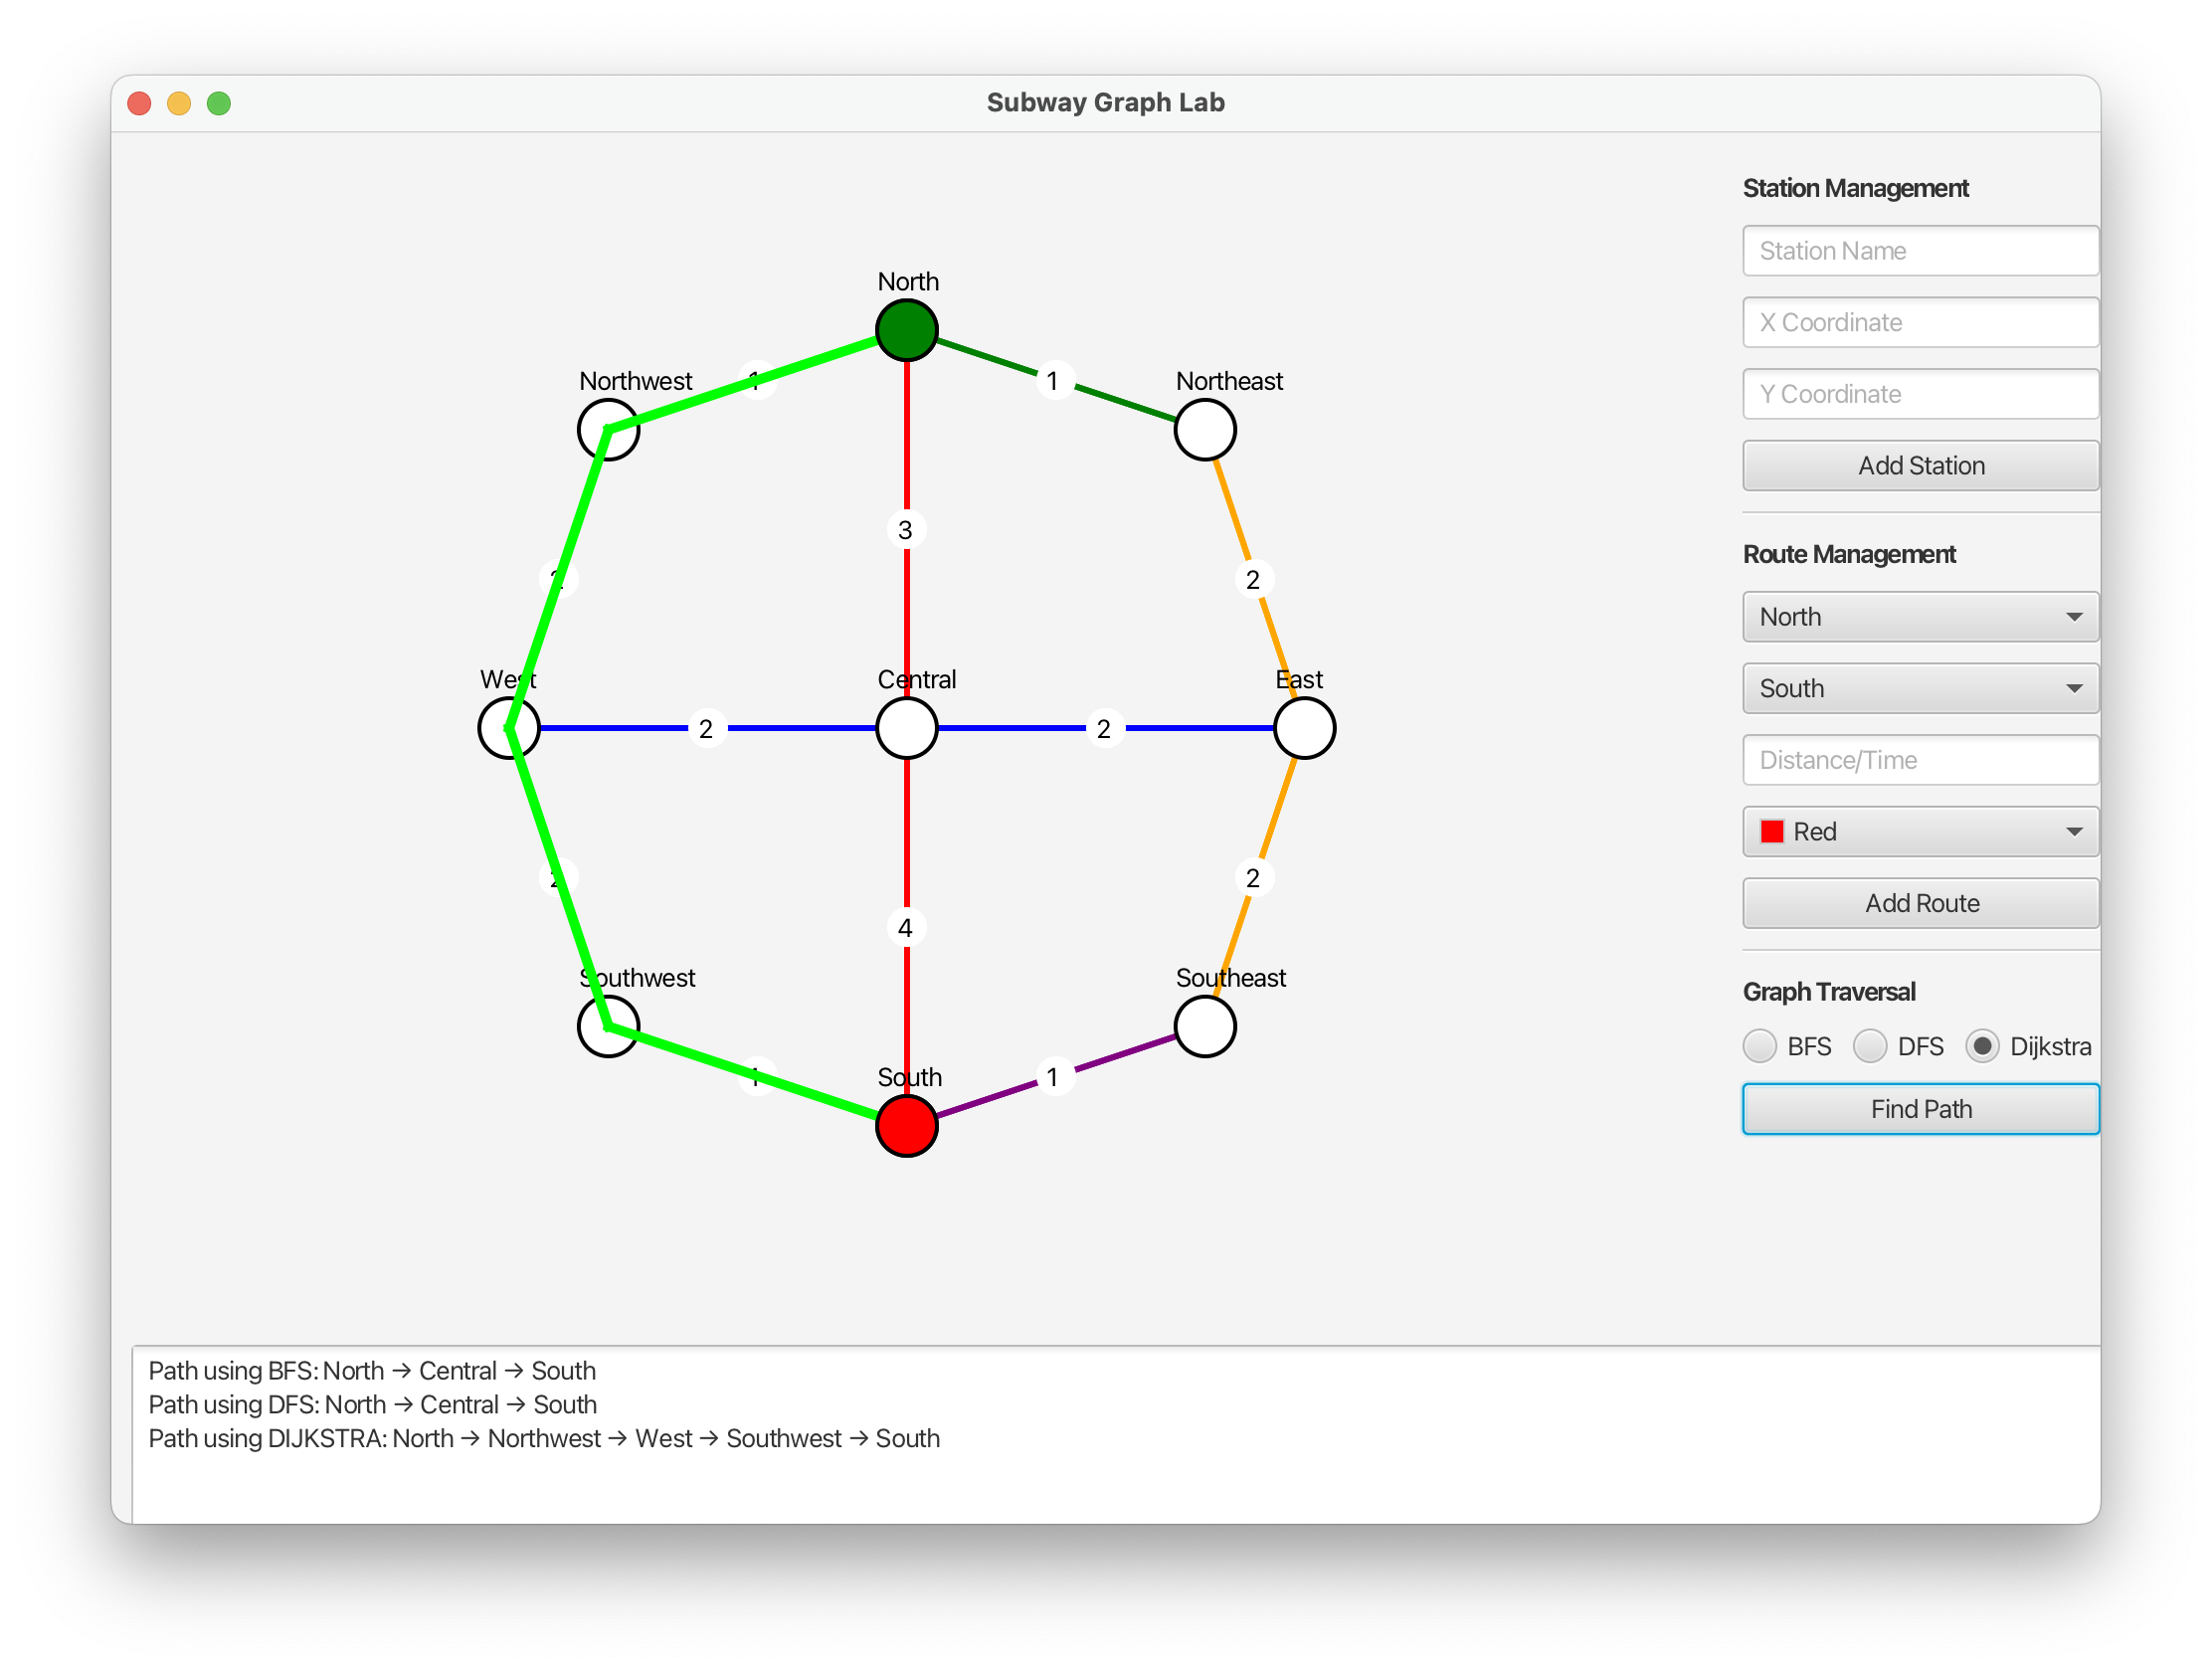 Subway Graph Lab
Station Management
Station Name
X Coordinate
Y Coordinate
Add Station
Route Management
North
South
Distance/Time
Red
Add Route
Graph Traversal
BFS DFS Dijkstra
Find Path
North
Northwest
Northeast
1
1
3
2
2
West
Central
East
2
2
2
2
4
Southwest
Southeast
South
1
1
Path using BFS: North → Central → South
Path using DFS: North → Central → South
Path using DIJKSTRA: North → Northwest → West → Southwest → South